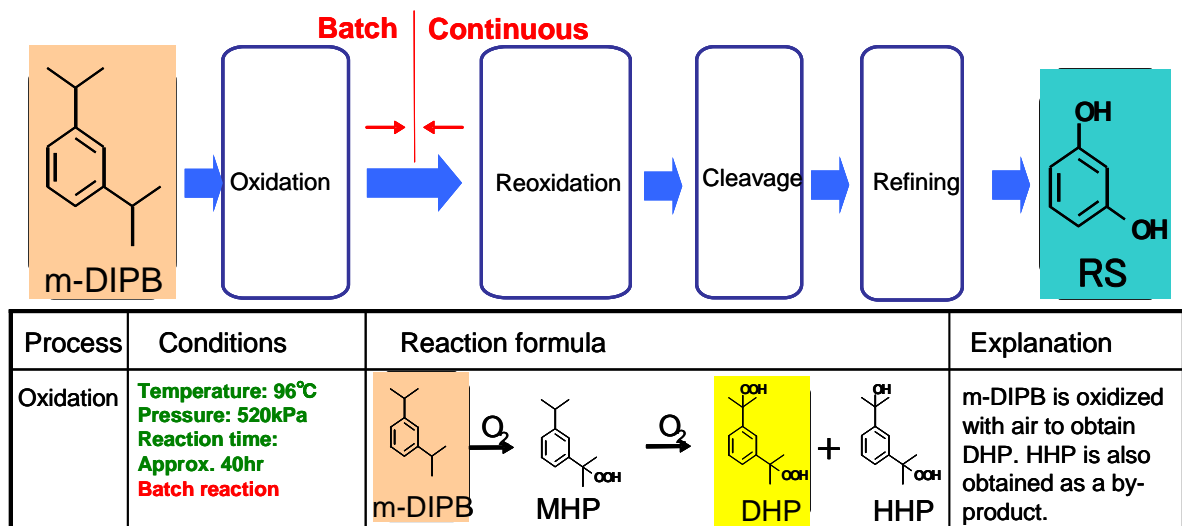 Batch
Continuous
Oxidation
Reoxidation
Cleavage
Refining
OH
OH
m-DIPB
RS
Process
Conditions
Reaction formula
Explanation
Oxidation
Temperature: 96℃
Pressure: 520kPa
Reaction time:
Approx. 40hr
Batch reaction
m-DIPB
O2
OOH
MHP
O2
OOH
OOH
DHP
+
OH
OOH
HHP
m-DIPB is oxidized
with air to obtain
DHP. HHP is also
obtained as a by-
product.